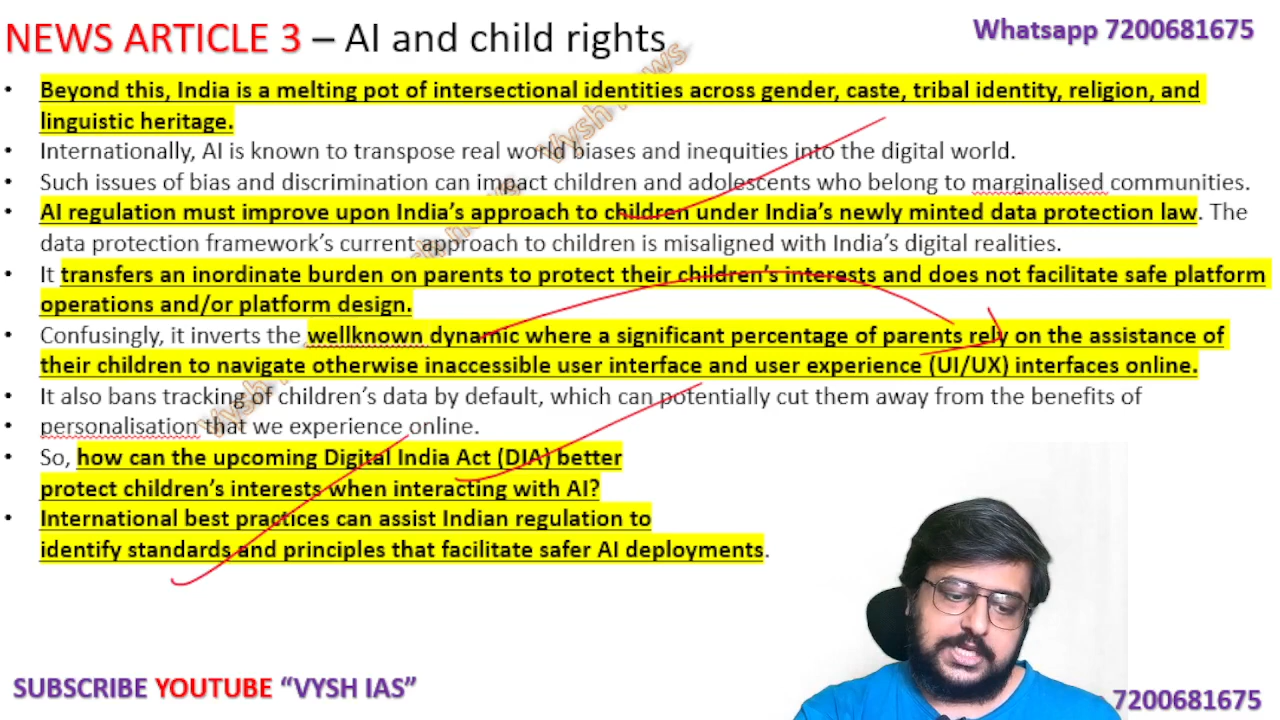 NEWS ARTICLE 3 – AI and child rights
Whatsapp 7200681675
• Beyond this, India is a melting pot of intersectional identities across gender, caste, tribal identity, religion, and
linguistic heritage.
• Internationally, AI is known to transpose real world biases and inequities into the digital world.
• Such issues of bias and discrimination can impact children and adolescents who belong to marginalised communities.
• AI regulation must improve upon India's approach to children under India's newly minted data protection law. The
data protection framework's current approach to children is misaligned with India's digital realities.
• It transfers an inordinate burden on parents to protect their children's interests and does not facilitate safe platform
operations and/or platform design.
• Confusingly, it inverts the wellknown dynamic where a significant percentage of parents rely on the assistance of
their children to navigate otherwise inaccessible user interface and user experience (UI/UX) interfaces online.
• It also bans tracking of children's data by default, which can potentially cut them away from the benefits of
• personalisation that we experience online.
• So, how can the upcoming Digital India Act (DIA) better
protect children's interests when interacting with AI?
• International best practices can assist Indian regulation to
identify standards and principles that facilitate safer AI deployments.
SUBSCRIBE YOUTUBE "VYSH IAS"
7200681675